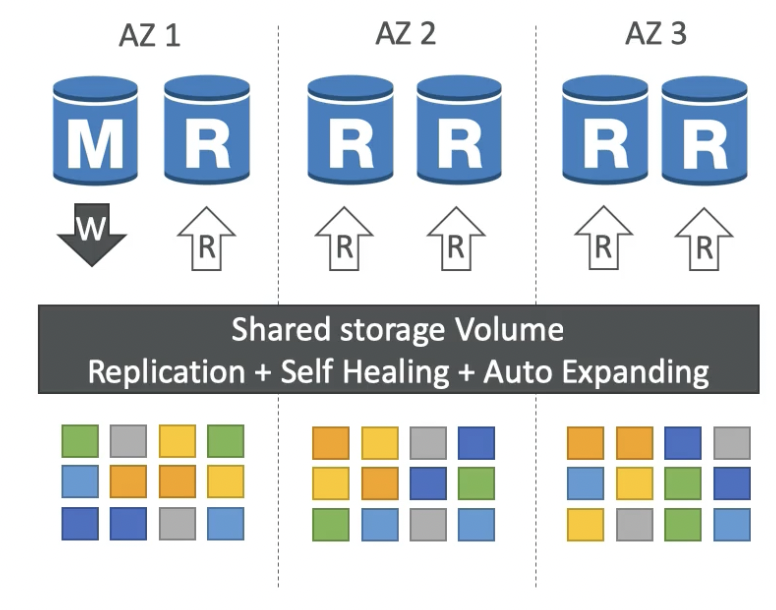 AZ 1
AZ 2
AZ 3
M
R
R
R
R
R
W
R
R
R
R
R
Shared storage Volume
Replication + Self Healing + Auto Expanding